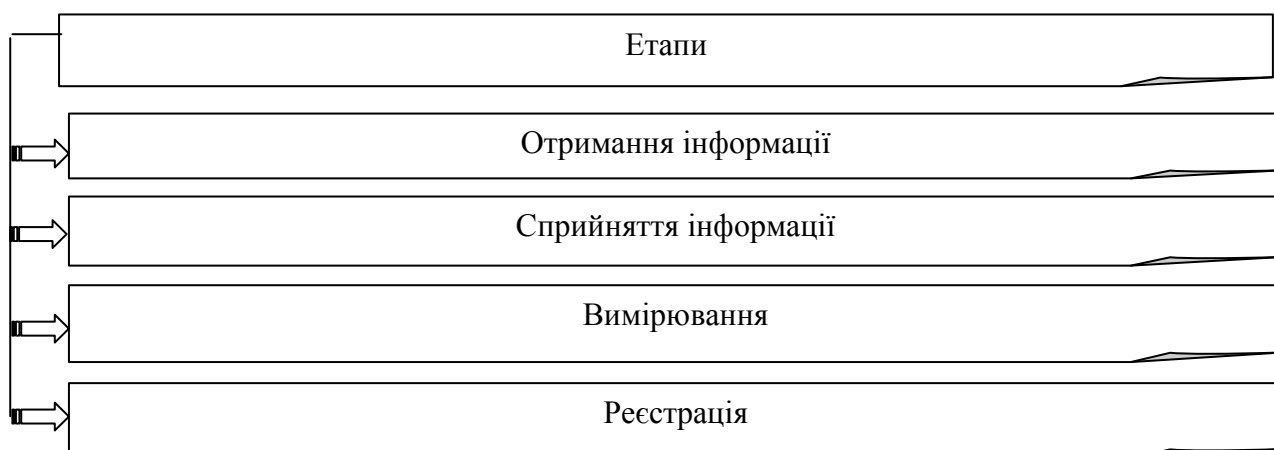 Етапи
Отримання інформації
Сприйняття інформації
Вимірювання
Реєстрація